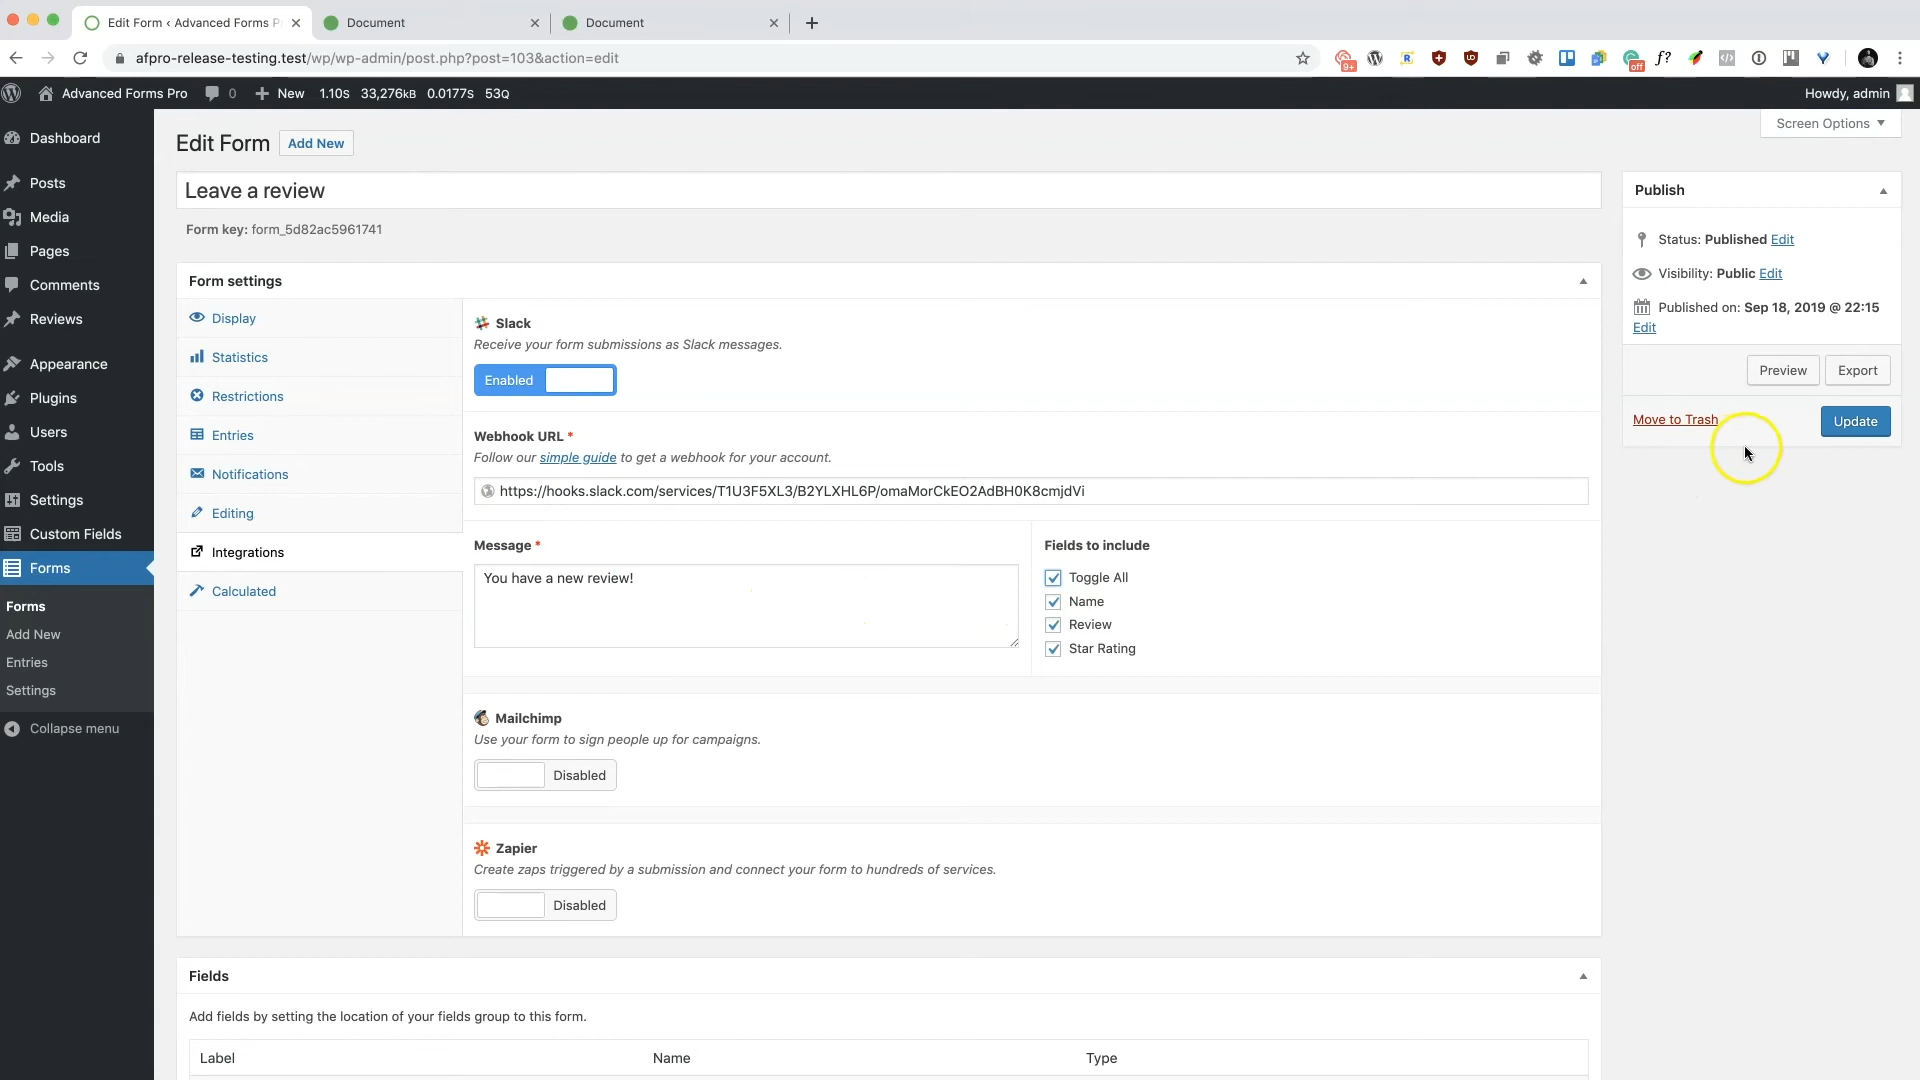 Edit Form ‹ Advanced Forms P
Document
Document
afpro-release-testing.test/wp/wp-admin/post.php?post=103&action=edit
9+
off
f?
Advanced Forms Pro
0
New
1.10S 33,276KB 0.0177S 53Q
Howdy, admin
Screen Options
Dashboard
Posts
Media
Pages
Comments
Reviews
Appearance
Plugins
Users
Tools
Settings
Custom Fields
Forms
Forms
Add New
Entries
Settings
Collapse menu
Edit Form
Add New
Leave a review
Form key: form_5d82ac5961741
Form settings
Display
Statistics
Restrictions
Entries
Notifications
Editing
Integrations
Calculated
Slack
Receive your form submissions as Slack messages.
Enabled
Webhook URL *
Follow our simple guide to get a webhook for your account.
https://hooks.slack.com/services/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
Message *
You have a new review!
Fields to include
Toggle All
Name
Review
Star Rating
Mailchimp
Use your form to sign people up for campaigns.
Disabled
Zapier
Create zaps triggered by a submission and connect your form to hundreds of services.
Disabled
Fields
Add fields by setting the location of your fields group to this form.
Label Name Type
Publish
Status: Published Edit
Visibility: Public Edit
Published on: Sep 18, 2019 @ 22:15
Edit
Preview
Export
Move to Trash
Update